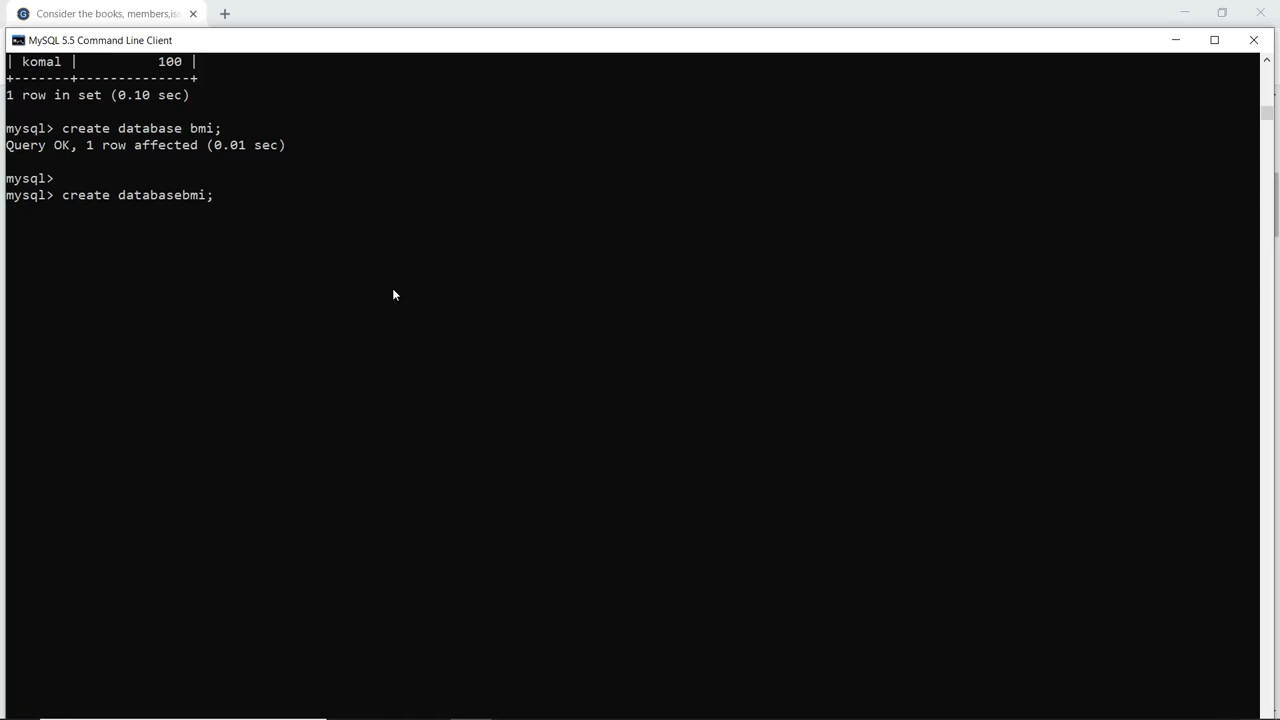 Consider the books, members,is
MySQL 5.5 Command Line Client
| komal |          100 |
+-------+--------------+
1 row in set (0.10 sec)
mysql> create database bmi;
Query OK, 1 row affected (0.01 sec)
mysql>
mysql> create databasebmi;